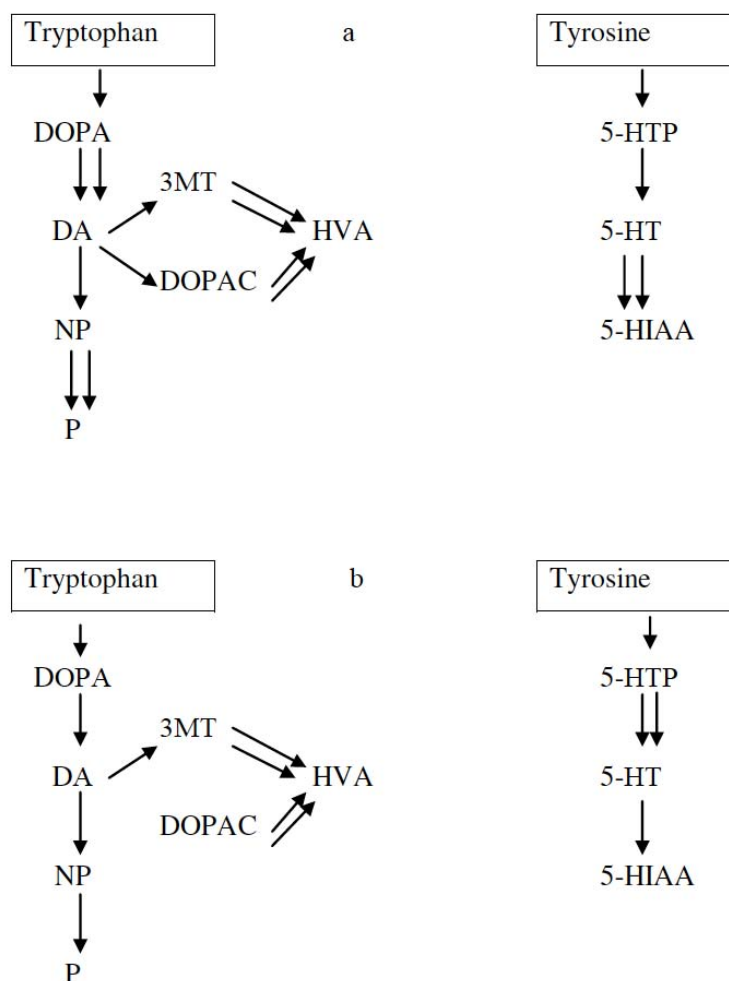 Tryptophan a Tyrosine
DOPA 5-HTP
3MT
DA HVA 5-HT
DOPAC
NP 5-HIAA
P
Tryptophan b Tyrosine
DOPA 5-HTP
3MT
DA HVA 5-HT
DOPAC
NP 5-HIAA
P